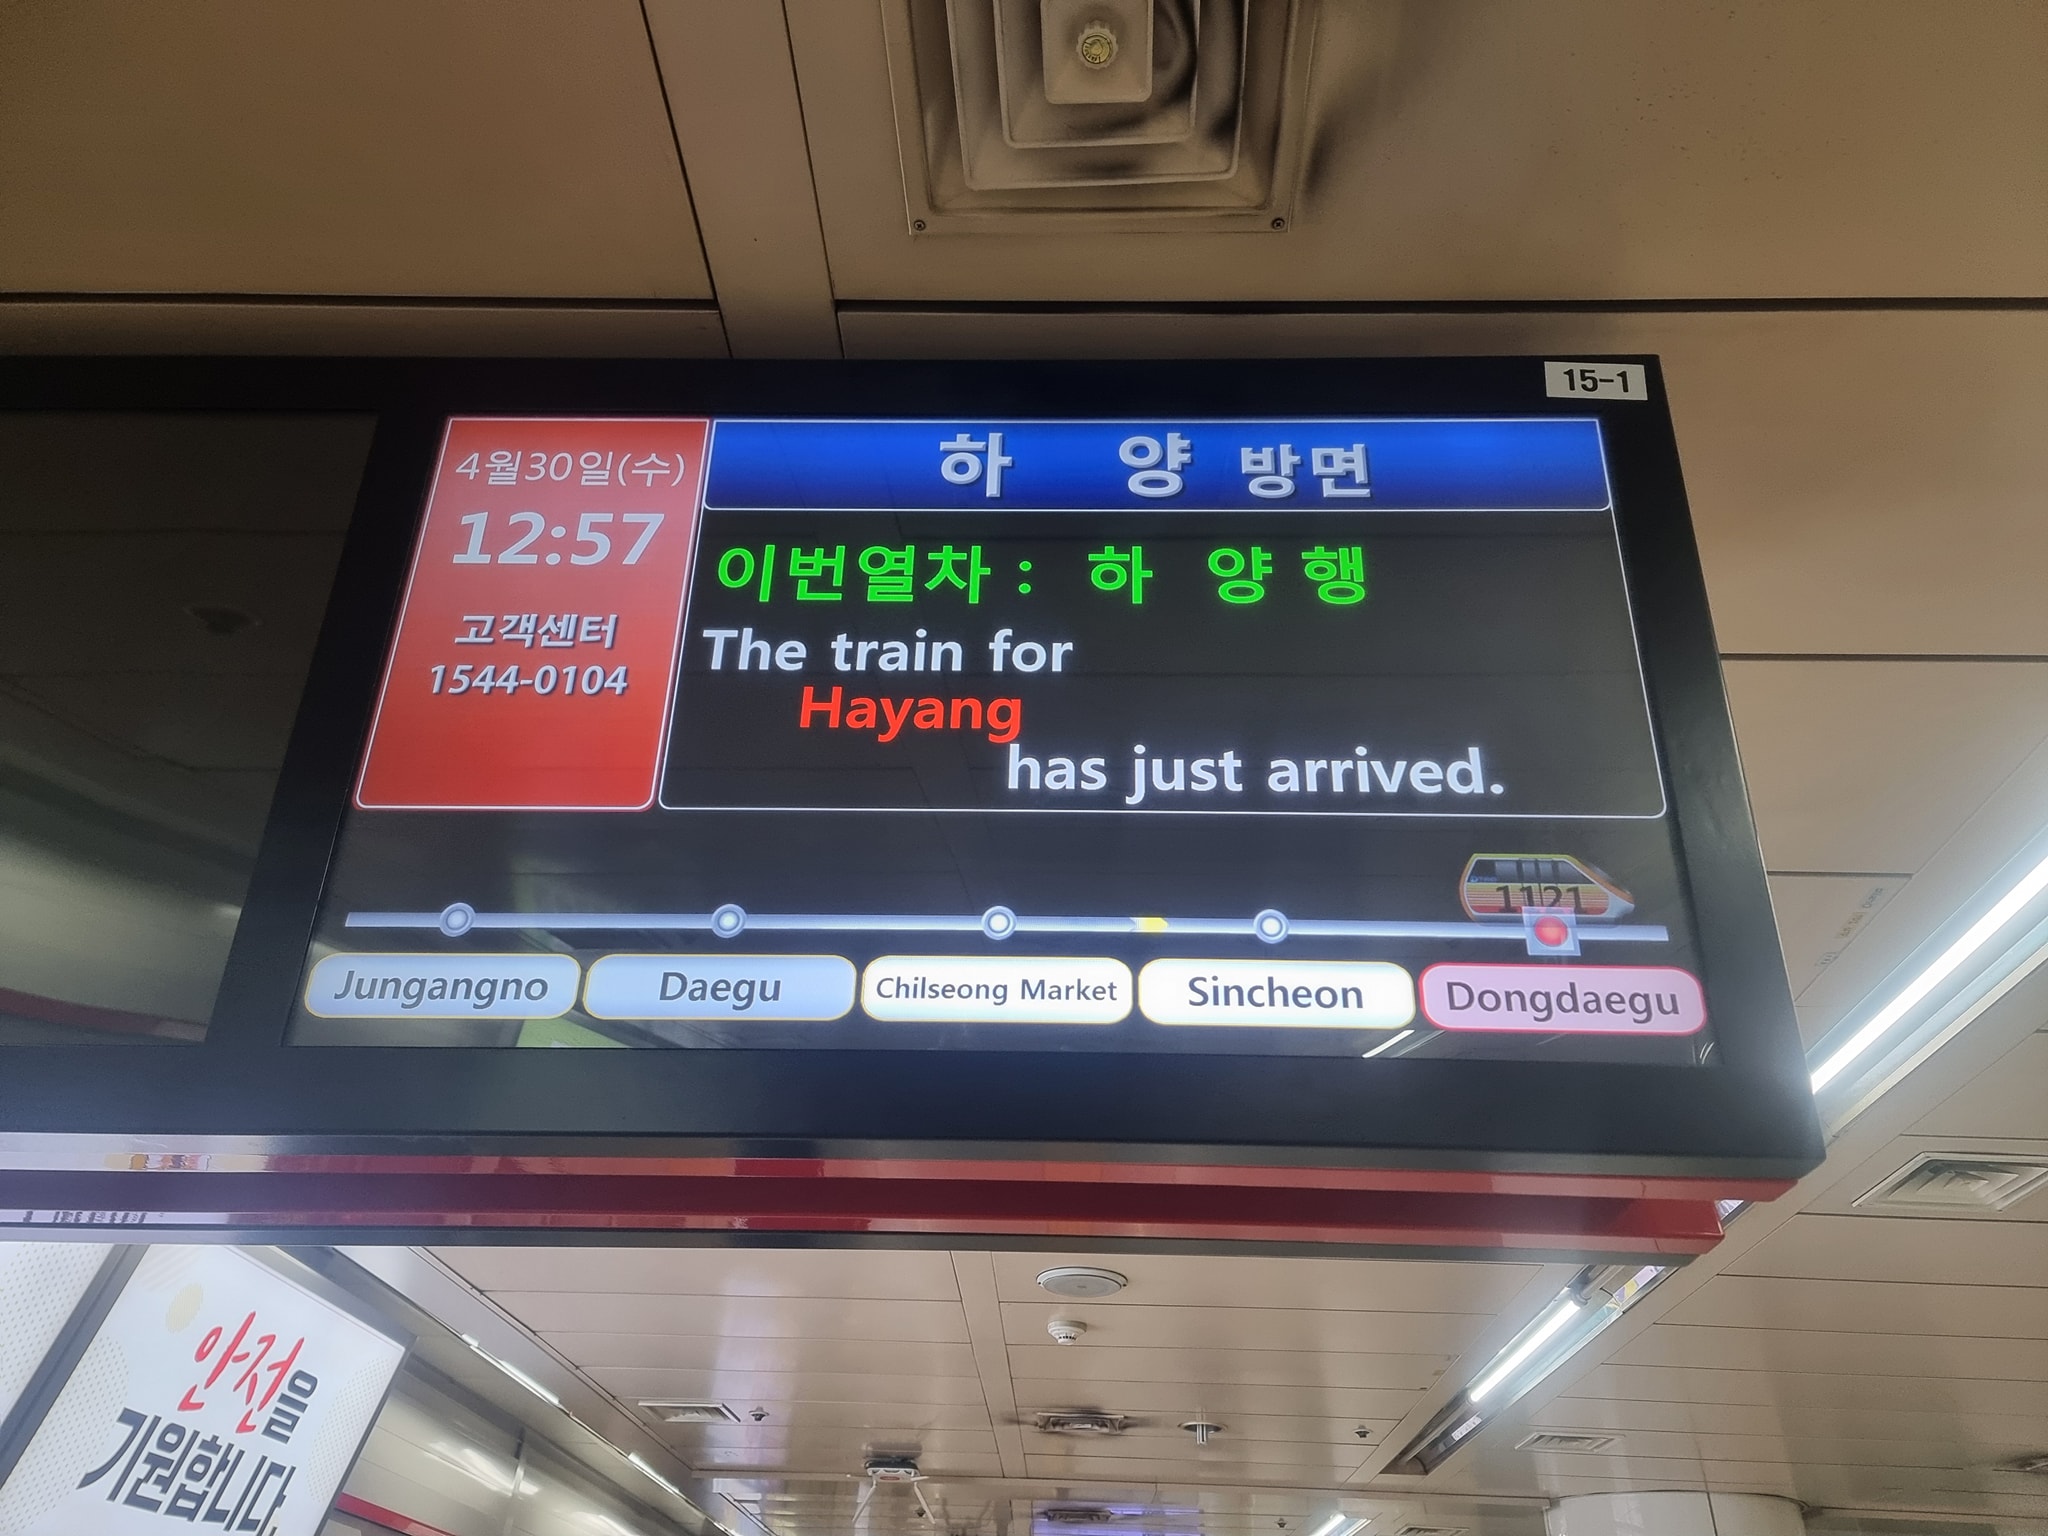 15-1
4월30일(수)
12:57
고객센터
1544-0104
하 양 방면
이번열차 : 하 양 행
The train for
Hayang
has just arrived.
1121
Jungangno
Daegu
Chilseong Market
Sincheon
Dongdaegu
안전을
기원합니다.